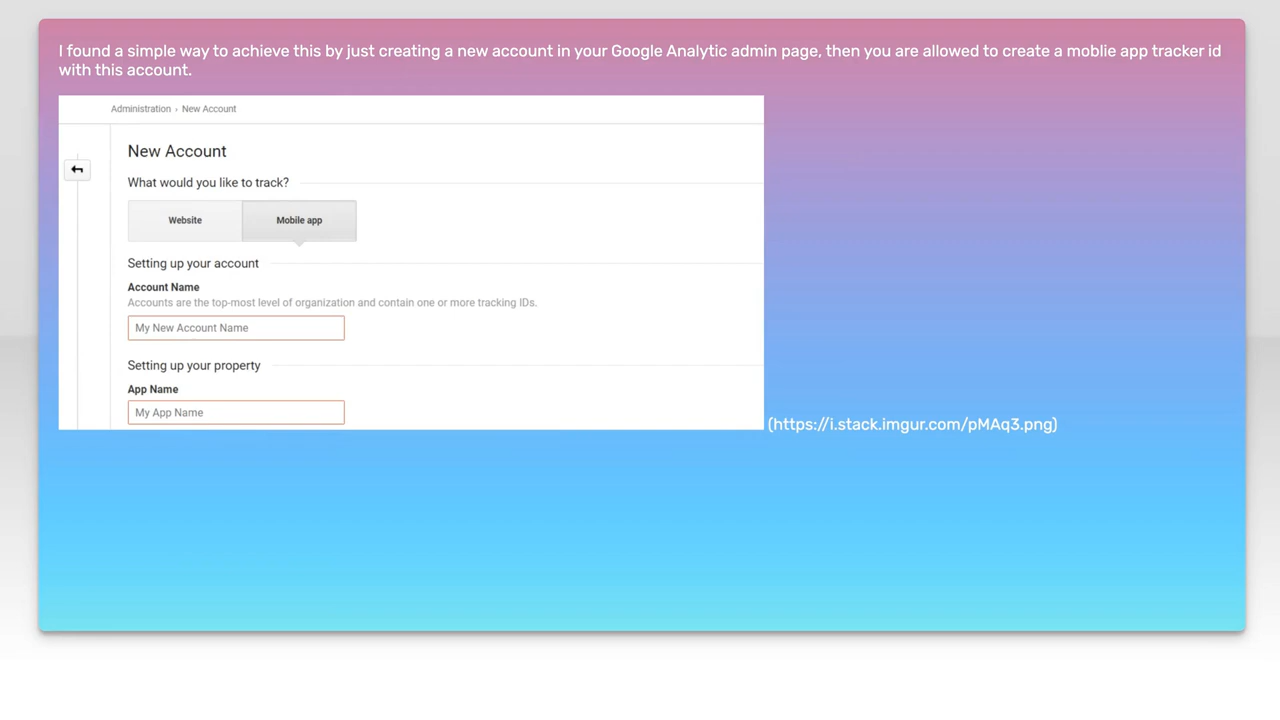 I found a simple way to achieve this by just creating a new account in your Google Analytic admin page, then you are allowed to create a moblie app tracker id
with this account.
Administration › New Account
New Account
What would you like to track?
Website
Mobile app
Setting up your account
Account Name
Accounts are the top-most level of organization and contain one or more tracking IDs.
My New Account Name
Setting up your property
App Name
My App Name
(https://i.stack.imgur.com/pMAq3.png)